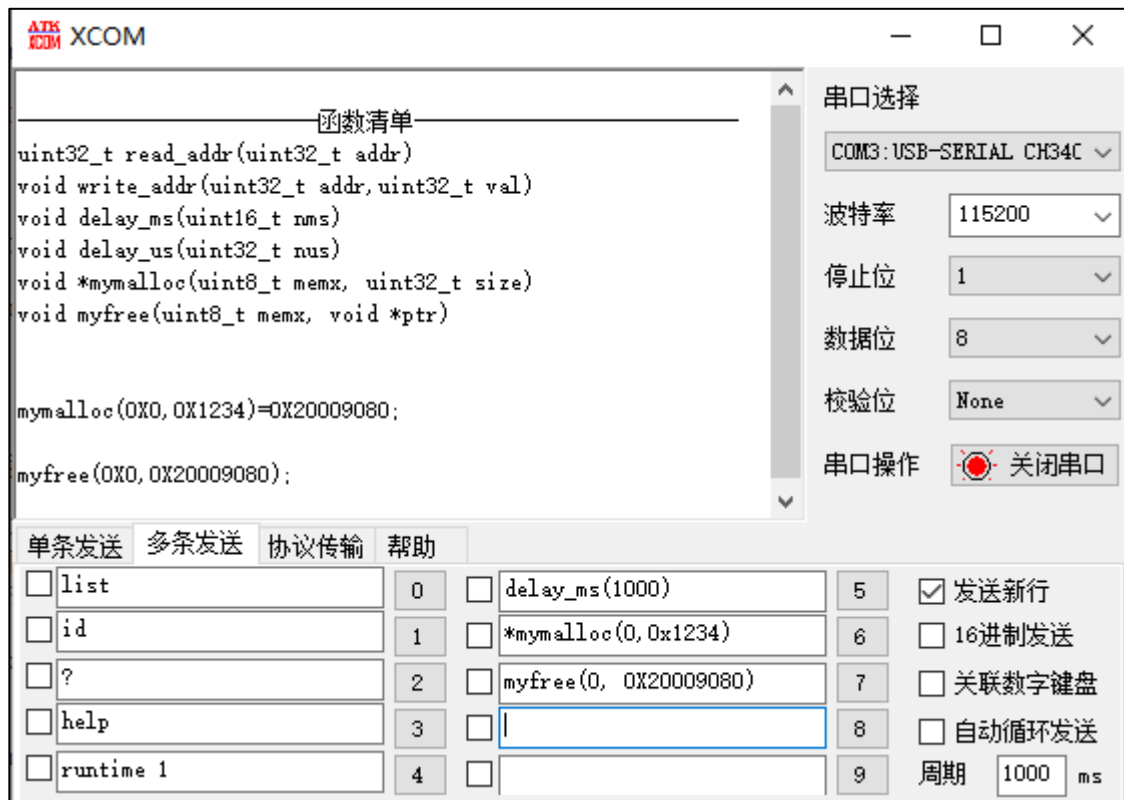 ATK XCOM XCOM
函数清单
uint32_t read_addr(uint32_t addr)
void write_addr(uint32_t addr,uint32_t val)
void delay_ms(uint16_t nms)
void delay_us(uint32_t nus)
void *mymalloc(uint8_t memx, uint32_t size)
void myfree(uint8_t memx, void *ptr)
mymalloc(0X0,0X1234)=0X20009080;
myfree(0X0,0X20009080);
串口选择
COM3:USB-SERIAL CH340
波特率 115200
停止位 1
数据位 8
校验位 None
串口操作 关闭串口
单条发送 多条发送 协议传输 帮助
list 0 delay_ms(1000) 5 发送新行
id 1 *mymalloc(0,0x1234) 6 16进制发送
? 2 myfree(0, 0X20009080) 7 关联数字键盘
help 3 8 自动循环发送
runtime 1 4 9 周期 1000 ms